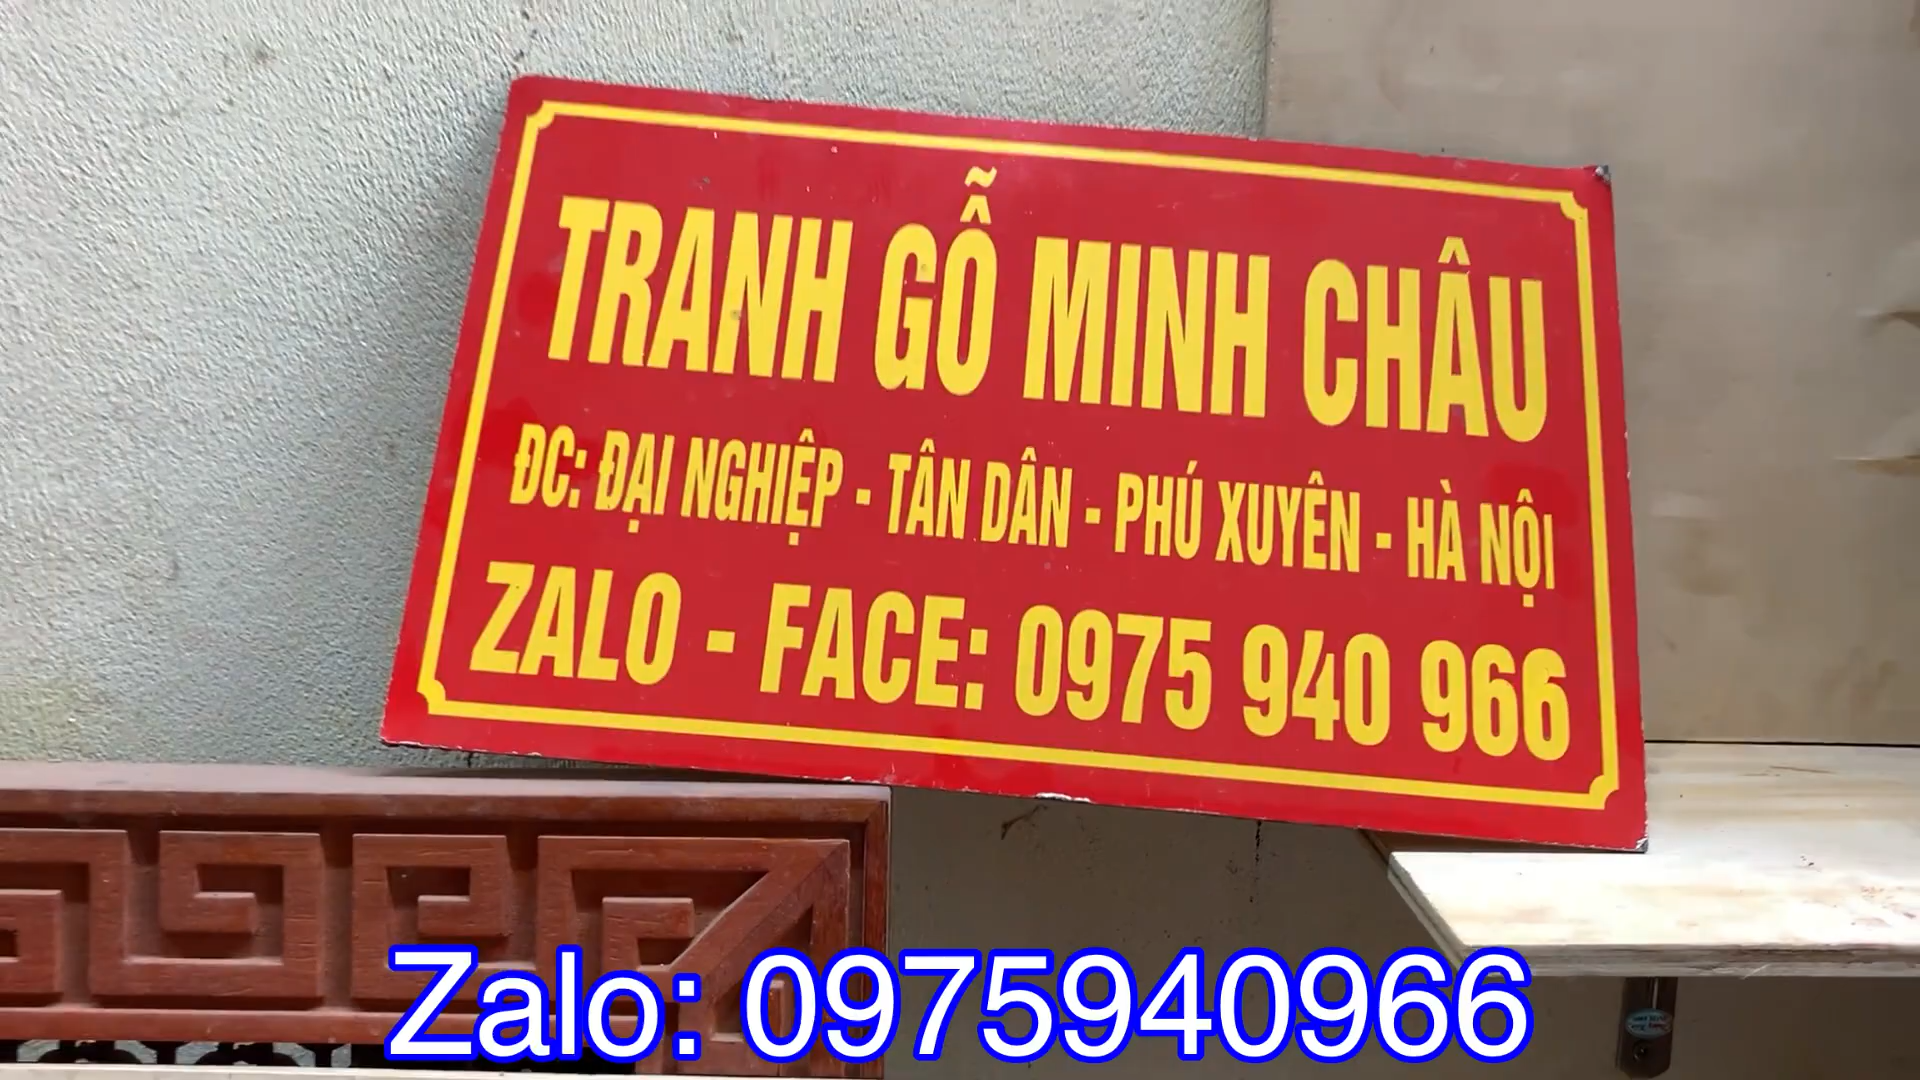 TRANH GỖ MINH CHÂU
ĐC: ĐẠI NGHIỆP - TÂN DÂN - PHÚ XUYÊN - HÀ NỘI
ZALO - FACE: 0975 940 966
Zalo: 0975940966